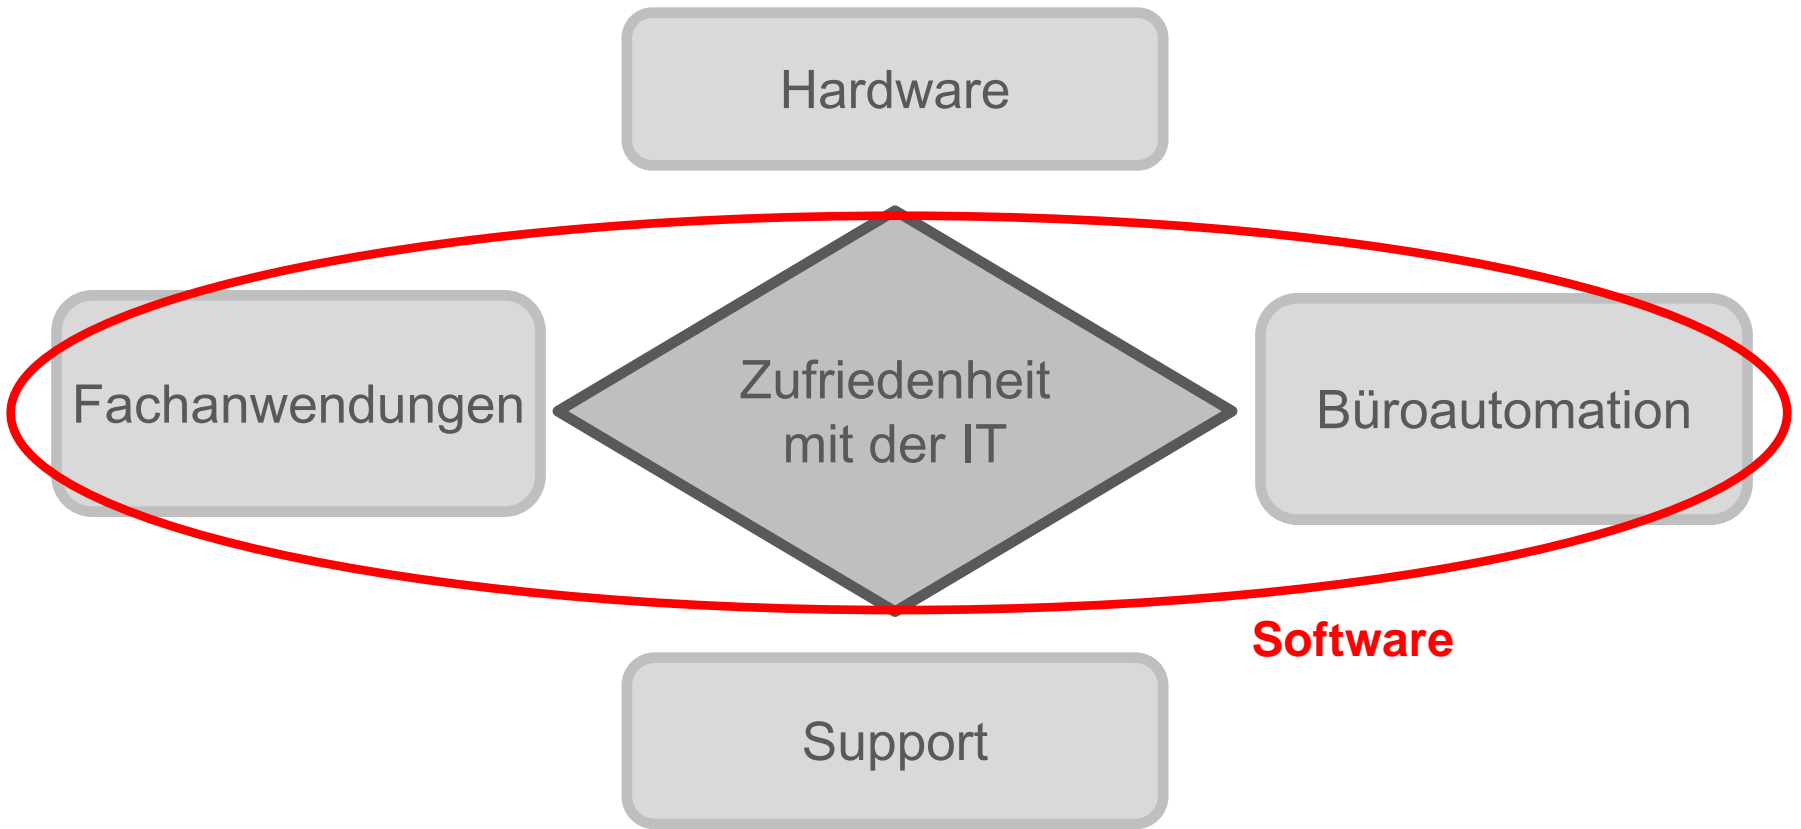 Hardware
Fachanwendungen
Zufriedenheit
mit der IT
Büroautomation
Software
Support